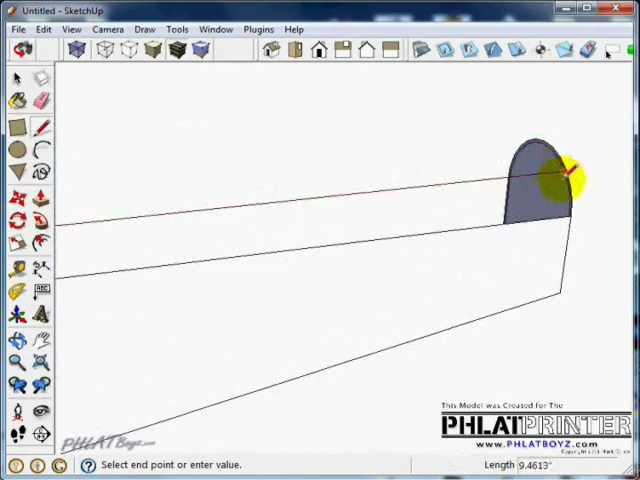 Untitled - SketchUp
File Edit View Camera Draw Tools Window Plugins Help
ABC
This Model was Created for The
PHLATPRINTER
www.PHLATBOYZ.com
PHLATBoyz.com
Select end point or enter value.
Length 9.4613"